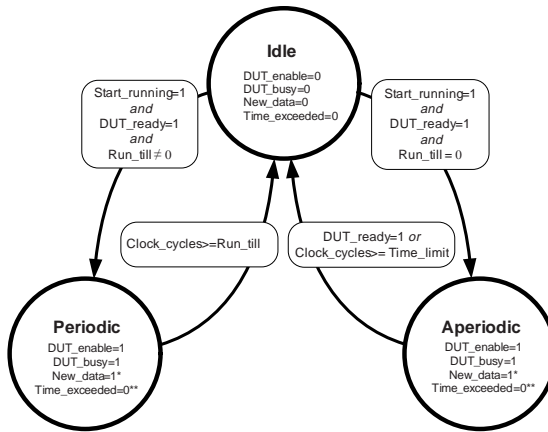 Idle
DUT_enable=0
DUT_busy=0
New_data=0
Time_exceeded=0
Start_running=1
and
DUT_ready=1
and
Run_till ≠ 0
Start_running=1
and
DUT_ready=1
and
Run_till = 0
Clock_cycles>=Run_till
DUT_ready=1 or
Clock_cycles>= Time_limit
Periodic
DUT_enable=1
DUT_busy=1
New_data=1*
Time_exceeded=0**
Aperiodic
DUT_enable=1
DUT_busy=1
New_data=1*
Time_exceeded=0**